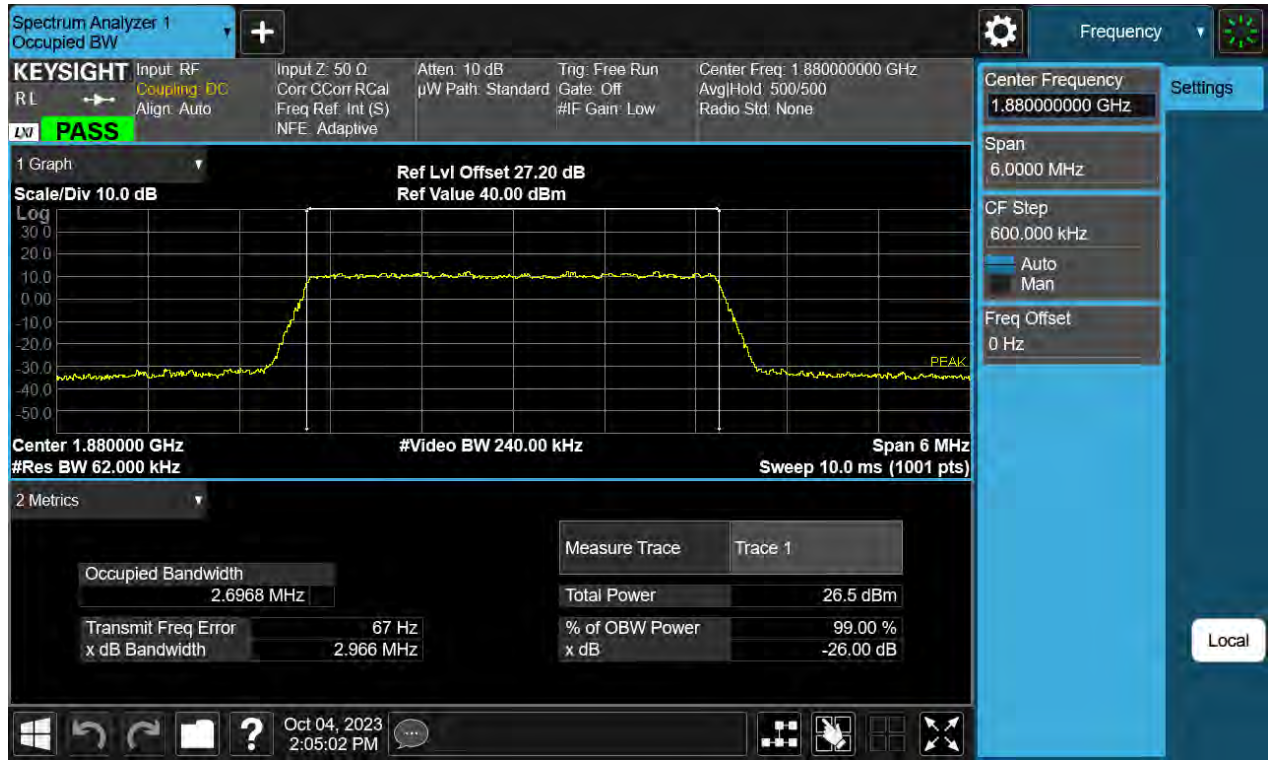 Spectrum Analyzer 1
Occupied BW
Frequency
KEYSIGHT
RL
LXI
PASS
Input: RF
Coupling: DC
Align: Auto
Input Z: 50 Ω
Corr CCorr RCal
Freq Ref: Int (S)
NFE: Adaptive
Atten: 10 dB
µW Path: Standard
Trig: Free Run
Gate: Off
#IF Gain: Low
Center Freq: 1.880000000 GHz
Avg|Hold: 500/500
Radio Std: None
Center Frequency
1.880000000 GHz
Settings
Span
6.0000 MHz
CF Step
600.000 kHz
Auto
Man
Freq Offset
0 Hz
Local
1 Graph
Scale/Div 10.0 dB
Ref Lvl Offset 27.20 dB
Ref Value 40.00 dBm
Log
30.0
20.0
10.0
0.00
-10.0
-20.0
-30.0
-40.0
-50.0
PEAK
Center 1.880000 GHz
#Video BW 240.00 kHz
Span 6 MHz
#Res BW 62.000 kHz
Sweep 10.0 ms (1001 pts)
2 Metrics
Measure Trace Trace 1
Occupied Bandwidth
2.6968 MHz
Total Power 26.5 dBm
Transmit Freq Error 67 Hz
% of OBW Power 99.00 %
x dB Bandwidth 2.966 MHz
x dB -26.00 dB
?
Oct 04, 2023
2:05:02 PM